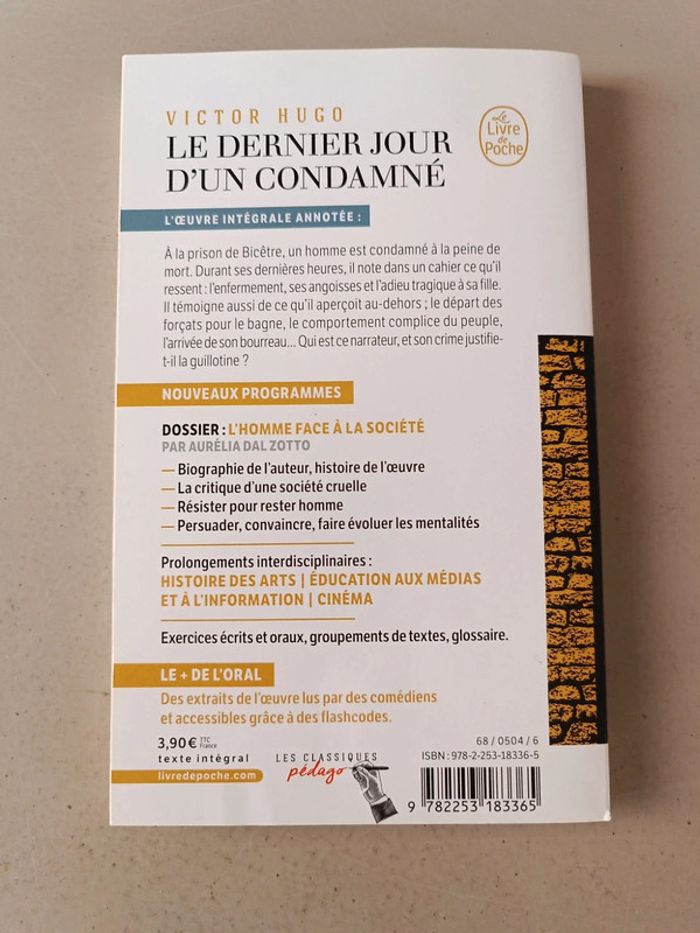 VICTOR HUGO
LE DERNIER JOUR
D'UN CONDAMNÉ
Le
Livre
de
Poche
L'ŒUVRE INTÉGRALE ANNOTÉE :
À la prison de Bicêtre, un homme est condamné à la peine de
mort. Durant ses dernières heures, il note dans un cahier ce qu'il
ressent : l'enfermement, ses angoisses et l'adieu tragique à sa fille.
Il témoigne aussi de ce qu'il aperçoit au-dehors ; le départ des
forçats pour le bagne, le comportement complice du peuple,
l'arrivée de son bourreau... Qui est ce narrateur, et son crime justifie-
t-il la guillotine ?
NOUVEAUX PROGRAMMES
DOSSIER : L'HOMME FACE À LA SOCIÉTÉ
PAR AURÉLIA DAL ZOTTO
— Biographie de l'auteur, histoire de l'œuvre
— La critique d'une société cruelle
— Résister pour rester homme
— Persuader, convaincre, faire évoluer les mentalités
Prolongements interdisciplinaires :
HISTOIRE DES ARTS | ÉDUCATION AUX MÉDIAS
ET À L'INFORMATION | CINÉMA
Exercices écrits et oraux, groupements de textes, glossaire.
LE + DE L'ORAL
Des extraits de l'œuvre lus par des comédiens
et accessibles grâce à des flashcodes.
3,90 € TTC France
texte intégral
livredepoche.com
LES CLASSIQUES
pédago
68 / 0504 / 6
ISBN : 978-2-253-18336-5
9 782253 183365